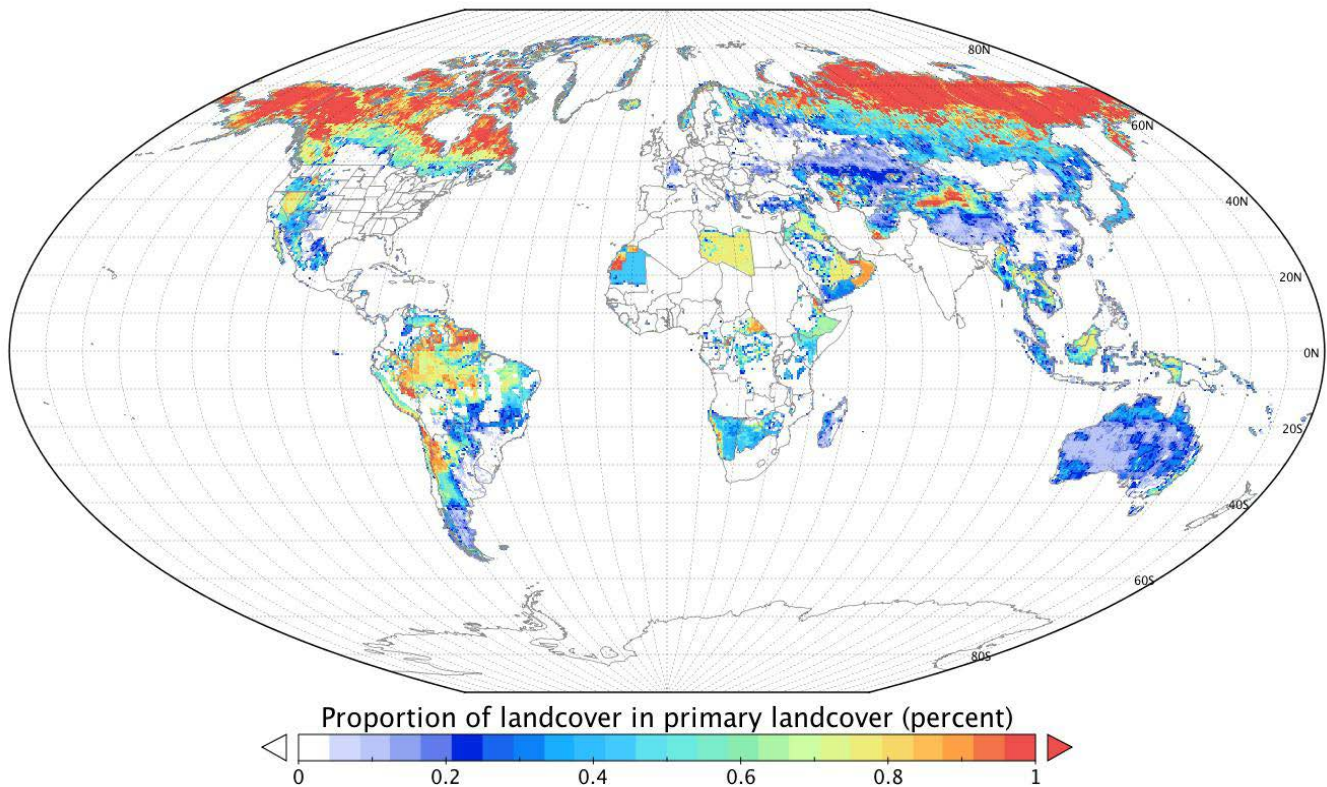 80N
60N
40N
20N
0N
20S
40S
60S
80S
Proportion of landcover in primary landcover (percent)
0 0.2 0.4 0.6 0.8 1